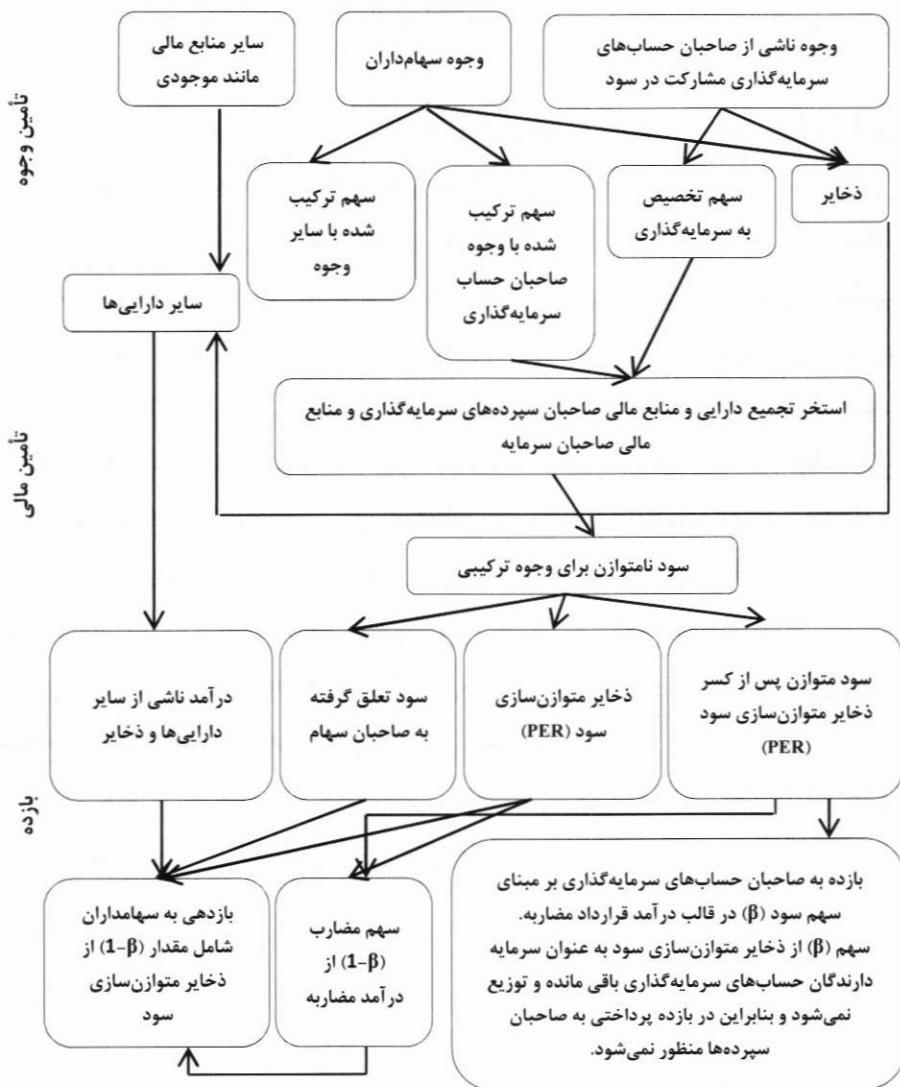 تأمین وجوه
وجوه ناشی از صاحبان حساب‌های
سرمایه‌گذاری مشارکت در سود
وجوه سهام‌داران
سایر منابع مالی
مانند موجودی
ذخایر
سهم تخصیص
به سرمایه‌گذاری
سهم ترکیب
شده با وجوه
صاحبان حساب
سرمایه‌گذاری
سهم ترکیب
شده با سایر
وجوه
سایر دارایی‌ها
تأمین مالی
استخر تجمیع دارایی و منابع مالی صاحبان سپرده‌های سرمایه‌گذاری و منابع
مالی صاحبان سرمایه
سود نامتوازن برای وجوه ترکیبی
بازده
سود متوازن پس از کسر
ذخایر متوازن‌سازی سود
(PER)
ذخایر متوازن‌سازی
سود (PER)
سود تعلق گرفته
به صاحبان سهام
درآمد ناشی از سایر
دارایی‌ها و ذخایر
بازده به صاحبان حساب‌های سرمایه‌گذاری بر مبنای
سهم سود (β) در قالب درآمد قرارداد مضاربه.
سهم (β) از ذخایر متوازن‌سازی سود به عنوان سرمایه
دارندگان حساب‌های سرمایه‌گذاری باقی مانده و توزیع
نمی‌شود و بنابراین در بازده پرداختی به صاحبان
سپرده‌ها منظور نمی‌شود.
سهم مضارب
(1-β) از
درآمد مضاربه
بازدهی به سهامداران
شامل مقدار (1-β) از
ذخایر متوازن‌سازی
سود